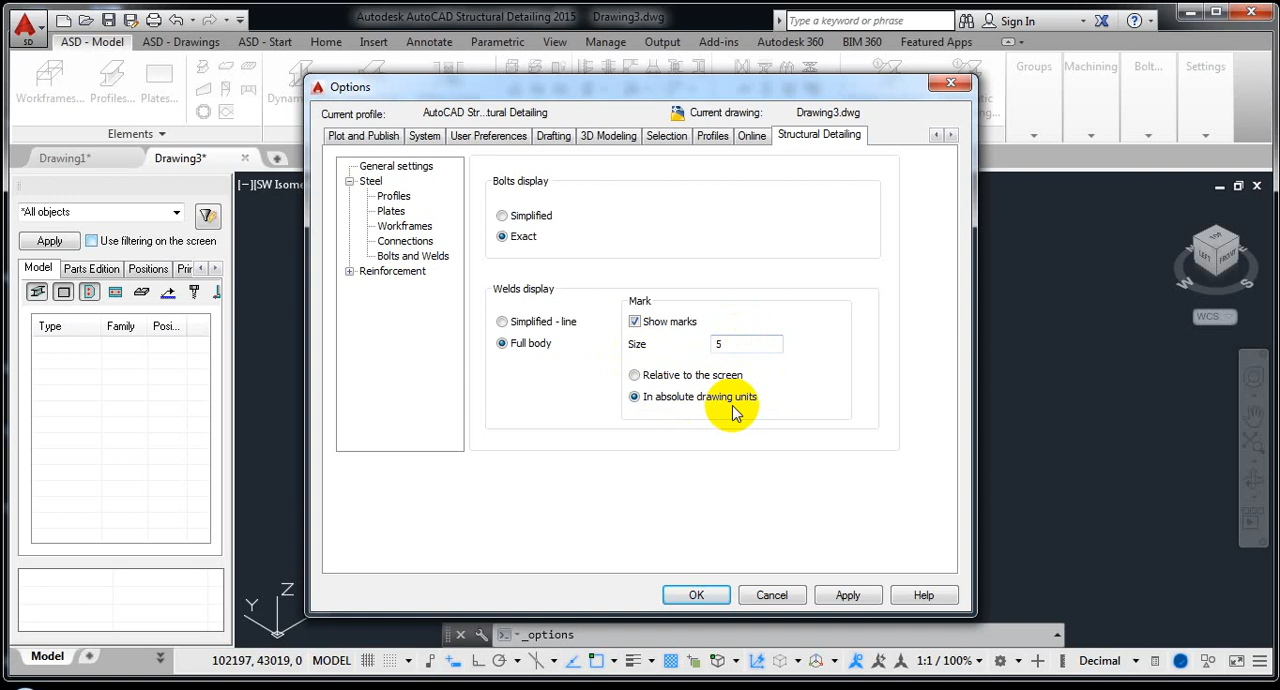 Autodesk AutoCAD Structural Detailing 2015 Drawing3.dwg
Type a keyword or phrase
Sign In
SD
ASD - Model ASD - Drawings ASD - Start Home Insert Annotate Parametric View Manage Output Add-ins Autodesk 360 BIM 360 Featured Apps
Workframes... Profiles... Plates...
Groups Machining Bolt... Settings
Elements
Options
Current profile: AutoCAD Str...tural Detailing Current drawing: Drawing3.dwg
Plot and Publish System User Preferences Drafting 3D Modeling Selection Profiles Online Structural Detailing
Drawing1* Drawing3*
[−][SW Isome
*All objects
Apply Use filtering on the screen
Model Parts Edition Positions Prir
Type Family Posi...
General settings
Steel
Profiles
Plates
Workframes
Connections
Bolts and Welds
Reinforcement
Bolts display
Simplified
Exact
Welds display
Simplified - line
Full body
Mark
Show marks
Size 5
Relative to the screen
In absolute drawing units
TOP
LEFT FRONT
W S
WCS
OK Cancel Apply Help
Z
Y X
_options
Model
102197, 43019, 0 MODEL 1:1 / 100% Decimal